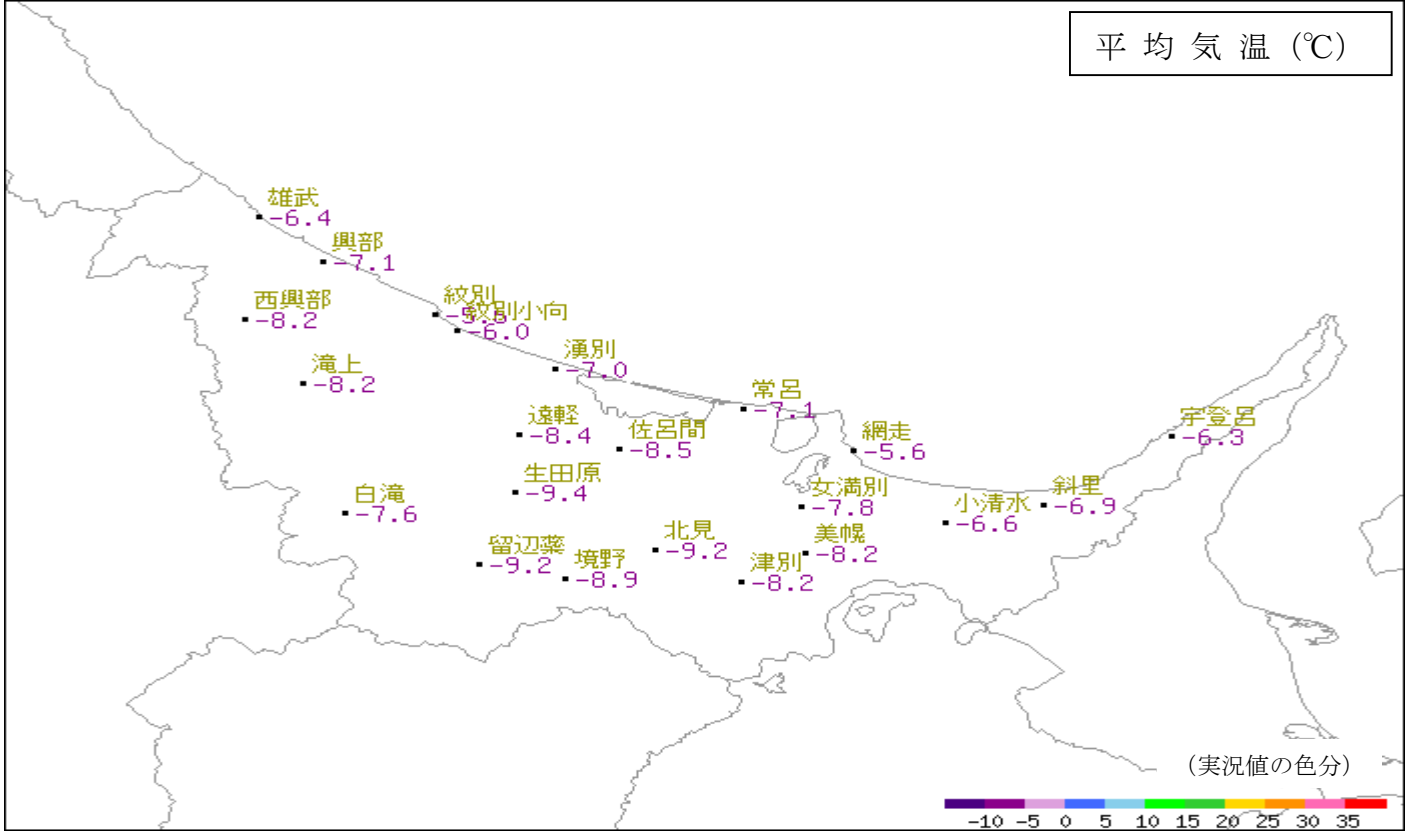 平均気温(℃)
雄武
-6.4
興部
-7.1
西興部
-8.2
紋別
紋別小向
-6.0
滝上
-8.2
湧別
-7.0
常呂
-7.1
遠軽
-8.4
佐呂間
-8.5
網走
-5.6
宇登呂
-6.3
生田原
-9.4
白滝
-7.6
女満別
-7.8
小清水
-6.6
斜里
-6.9
留辺蘂
-9.2
境野
-8.9
北見
-9.2
美幌
-8.2
津別
-8.2
(実況値の色分)
-10 -5 0 5 10 15 20 25 30 35